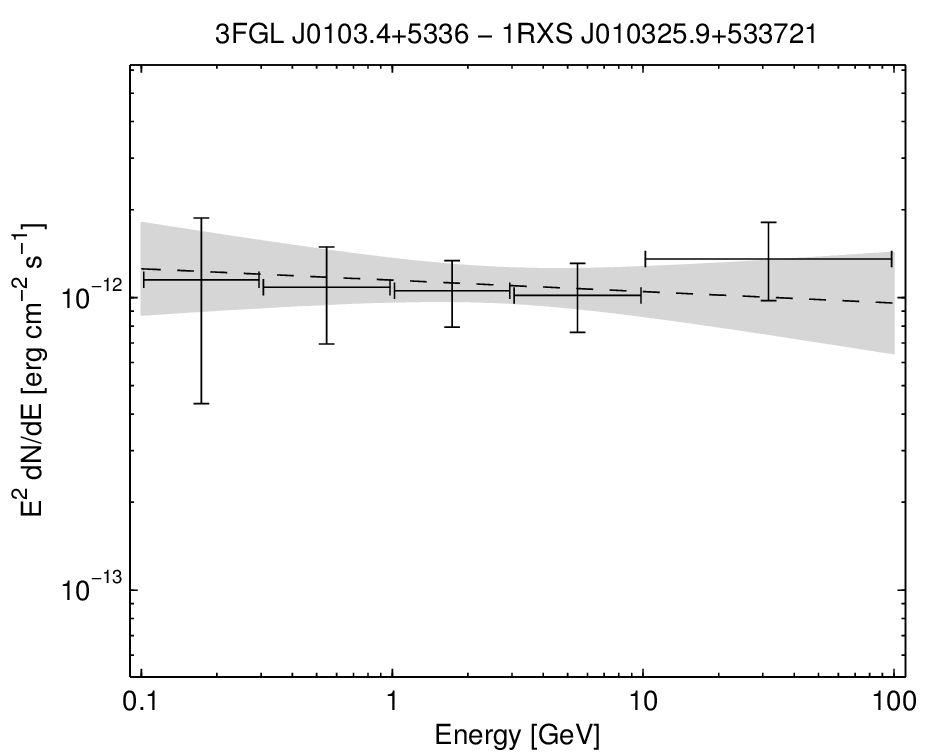 3FGL J0103.4+5336 − 1RXS J010325.9+533721
E² dN/dE [erg cm⁻² s⁻¹]
10⁻¹²
10⁻¹³
0.1 1 10 100
Energy [GeV]